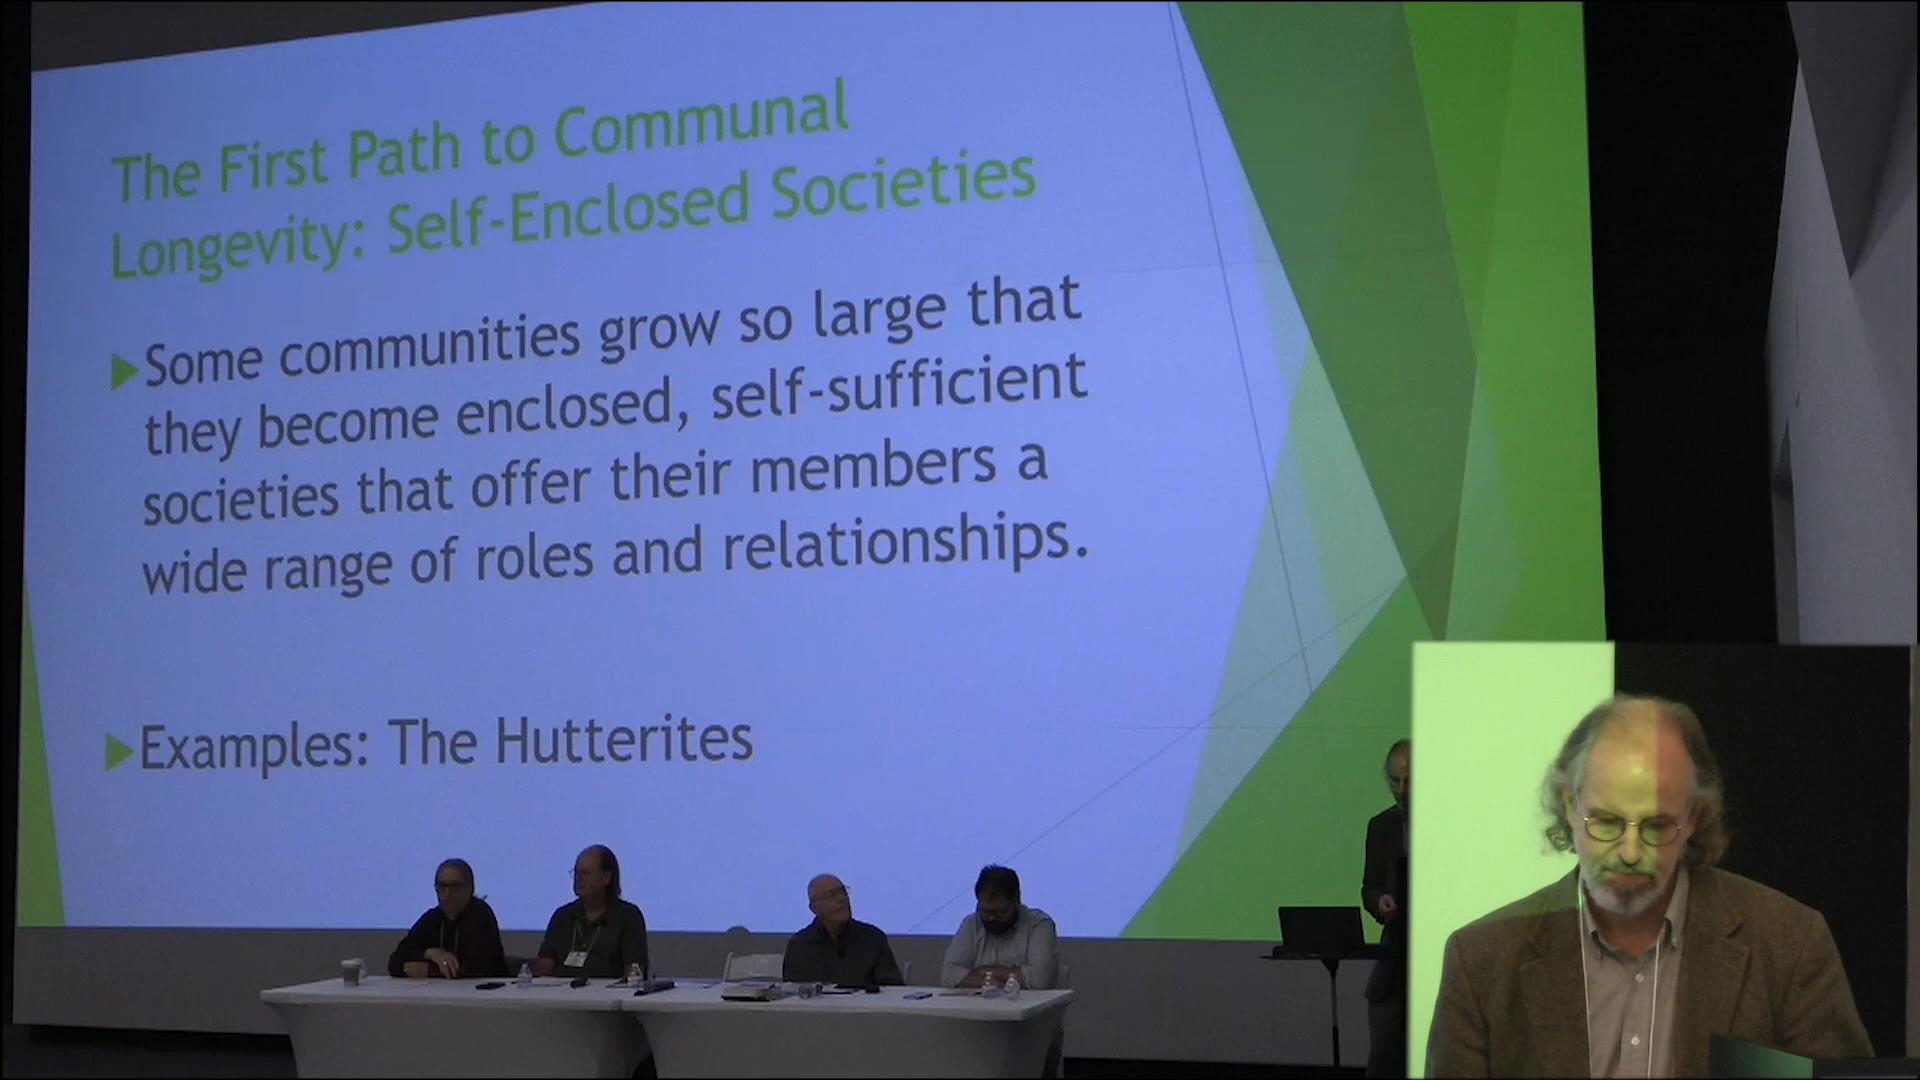 The First Path to Communal
Longevity: Self-Enclosed Societies
Some communities grow so large that
they become enclosed, self-sufficient
societies that offer their members a
wide range of roles and relationships.
Examples: The Hutterites